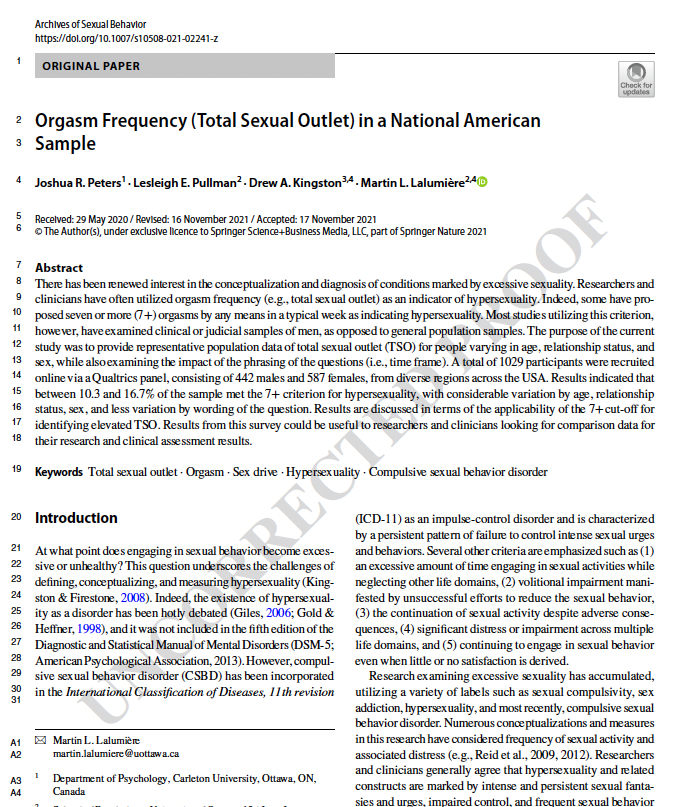 Archives of Sexual Behavior
https://doi.org/10.1007/s10508-021-02241-z
1 ORIGINAL PAPER
Check for
updates
2 Orgasm Frequency (Total Sexual Outlet) in a National American
3 Sample
4 Joshua R. Peters1 · Lesleigh E. Pullman2 · Drew A. Kingston3,4 · Martin L. Lalumière2,4
5 Received: 29 May 2020 / Revised: 16 November 2021 / Accepted: 17 November 2021
6 © The Author(s), under exclusive licence to Springer Science+Business Media, LLC, part of Springer Nature 2021
7 Abstract
8 There has been renewed interest in the conceptualization and diagnosis of conditions marked by excessive sexuality. Researchers and
9 clinicians have often utilized orgasm frequency (e.g., total sexual outlet) as an indicator of hypersexuality. Indeed, some have pro-
10 posed seven or more (7+) orgasms by any means in a typical week as indicating hypersexuality. Most studies utilizing this criterion,
11 however, have examined clinical or judicial samples of men, as opposed to general population samples. The purpose of the current
12 study was to provide representative population data of total sexual outlet (TSO) for people varying in age, relationship status, and
13 sex, while also examining the impact of the phrasing of the questions (i.e., time frame). A total of 1029 participants were recruited
14 online via a Qualtrics panel, consisting of 442 males and 587 females, from diverse regions across the USA. Results indicated that
15 between 10.3 and 16.7% of the sample met the 7+ criterion for hypersexuality, with considerable variation by age, relationship
16 status, sex, and less variation by wording of the question. Results are discussed in terms of the applicability of the 7+ cut-off for
17 identifying elevated TSO. Results from this survey could be useful to researchers and clinicians looking for comparison data for
18 their research and clinical assessment results.
19 Keywords Total sexual outlet · Orgasm · Sex drive · Hypersexuality · Compulsive sexual behavior disorder
UNCORRECTED PROOF
20 Introduction
21 At what point does engaging in sexual behavior become exces-
22 sive or unhealthy? This question underscores the challenges of
23 defining, conceptualizing, and measuring hypersexuality (King-
24 ston & Firestone, 2008). Indeed, the existence of hypersexual-
25 ity as a disorder has been hotly debated (Giles, 2006; Gold &
26 Heffner, 1998), and it was not included in the fifth edition of the
27 Diagnostic and Statistical Manual of Mental Disorders (DSM-5;
28 American Psychological Association, 2013). However, compul-
29 sive sexual behavior disorder (CSBD) has been incorporated
30 in the International Classification of Diseases, 11th revision
31
A1 Martin L. Lalumière
A2 martin.lalumiere@uottawa.ca
A3 1 Department of Psychology, Carleton University, Ottawa, ON,
A4 Canada
(ICD-11) as an impulse-control disorder and is characterized
by a persistent pattern of failure to control intense sexual urges
and behaviors. Several other criteria are emphasized such as (1)
an excessive amount of time engaging in sexual activities while
neglecting other life domains, (2) volitional impairment mani-
fested by unsuccessful efforts to reduce the sexual behavior,
(3) the continuation of sexual activity despite adverse conse-
quences, (4) significant distress or impairment across multiple
life domains, and (5) continuing to engage in sexual behavior
even when little or no satisfaction is derived.
Research examining excessive sexuality has accumulated,
utilizing a variety of labels such as sexual compulsivity, sex
addiction, hypersexuality, and most recently, compulsive sexual
behavior disorder. Numerous conceptualizations and measures
in this research have considered frequency of sexual activity and
associated distress (e.g., Reid et al., 2009, 2012). Researchers
and clinicians generally agree that hypersexuality and related
constructs are marked by intense and persistent sexual fanta-
sies and urges, impaired control, and frequent sexual behavior